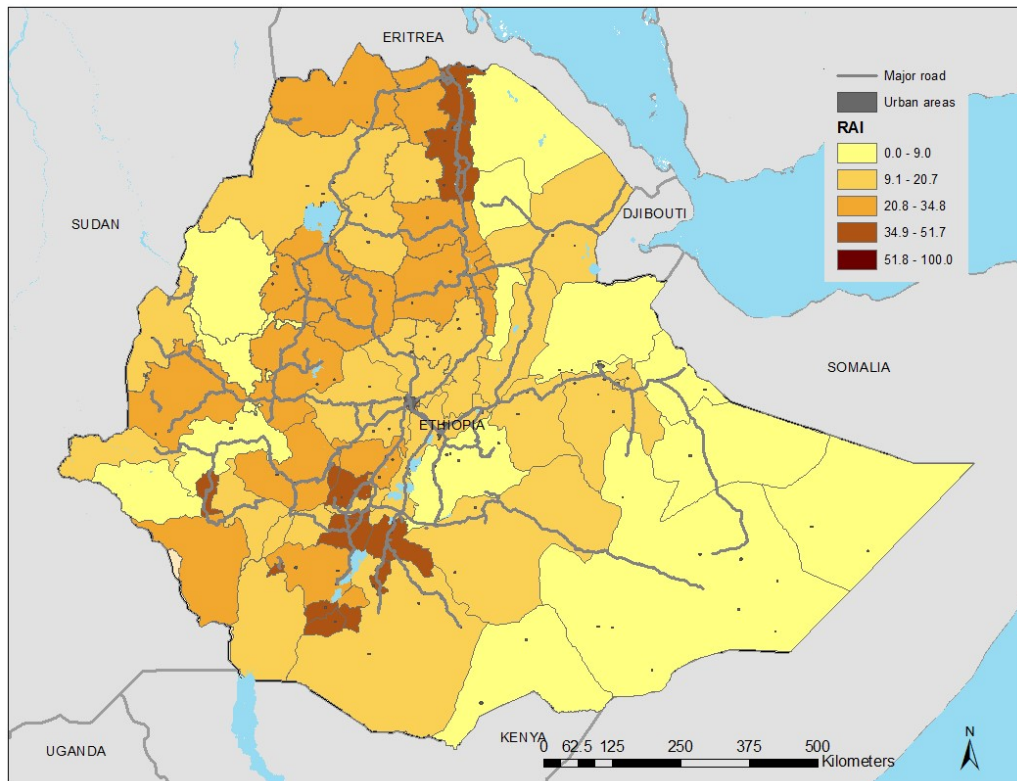 ERITREA
Major road
Urban areas
RAI
0.0 - 9.0
9.1 - 20.7
20.8 - 34.8
34.9 - 51.7
51.8 - 100.0
SUDAN
DJIBOUTI
SOMALIA
ETHIOPIA
KENYA
UGANDA
0 62.5 125 250 375 500
Kilometers
N